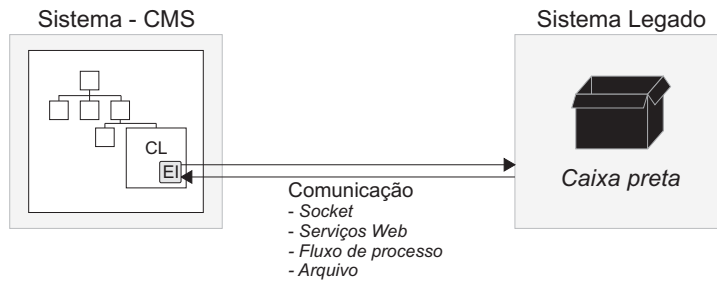 Sistema - CMS
Sistema Legado
CL
EI
Caixa preta
Comunicação
- Socket
- Serviços Web
- Fluxo de processo
- Arquivo